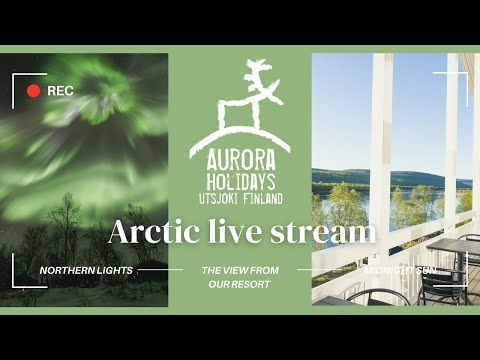 REC
AURORA
HOLIDAYS
UTSJOKI FINLAND
Arctic live stream
NORTHERN LIGHTS
THE VIEW FROM
OUR RESORT
MIDNIGHT SUN